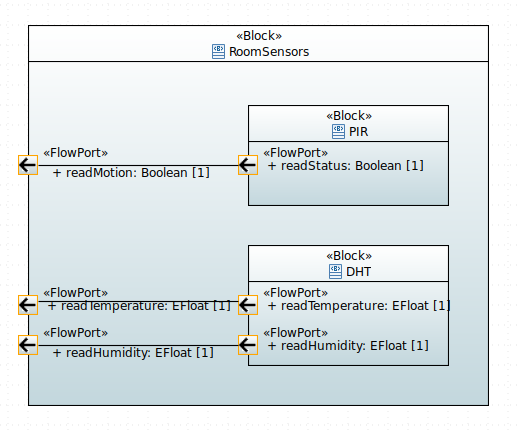 «Block»
RoomSensors
«Block»
PIR
«FlowPort»
+ readMotion: Boolean [1]
«FlowPort»
+ readStatus: Boolean [1]
«Block»
DHT
«FlowPort»
+ readTemperature: EFloat [1]
«FlowPort»
+ readTemperature: EFloat [1]
«FlowPort»
+ readHumidity: EFloat [1]
«FlowPort»
+ readHumidity: EFloat [1]